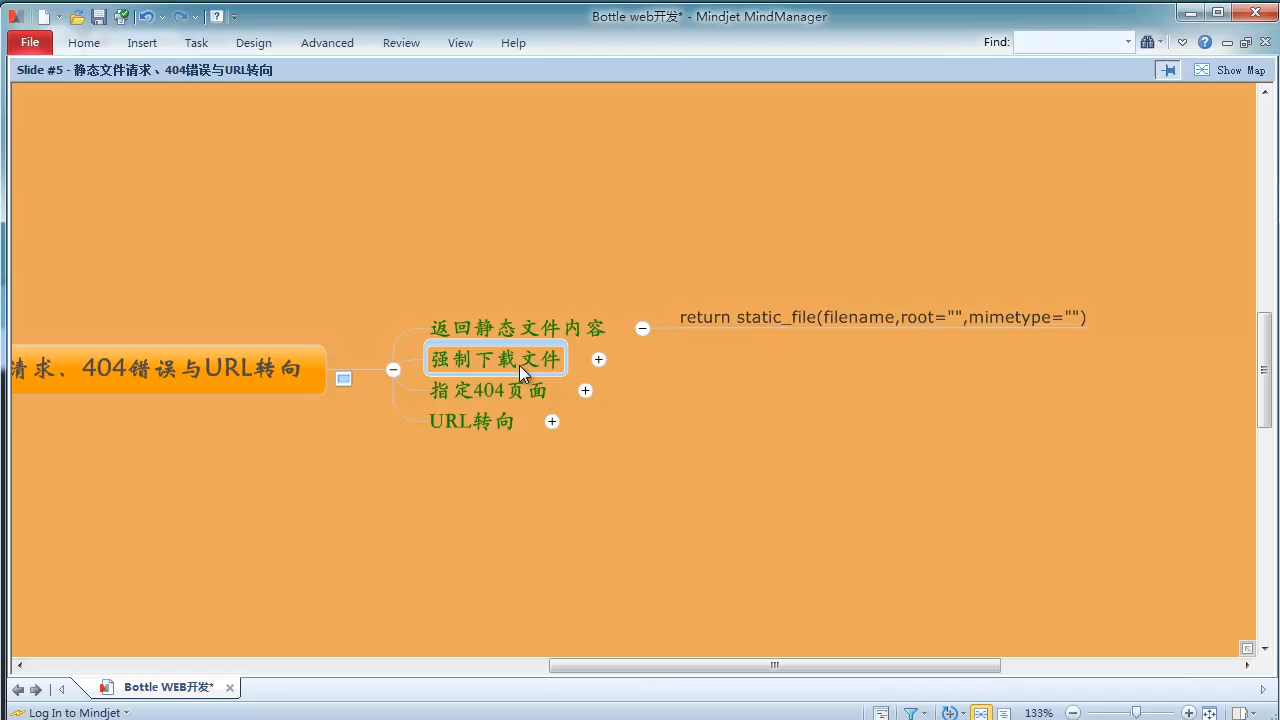 Bottle web开发* - Mindjet MindManager
File Home Insert Task Design Advanced Review View Help Find:
Slide #5 - 静态文件请求、404错误与URL转向 Show Map
return static_file(filename,root="",mimetype="")
返回静态文件内容
强制下载文件
请求、404错误与URL转向
指定404页面
URL转向
Bottle WEB开发*
Log In to Mindjet 133%